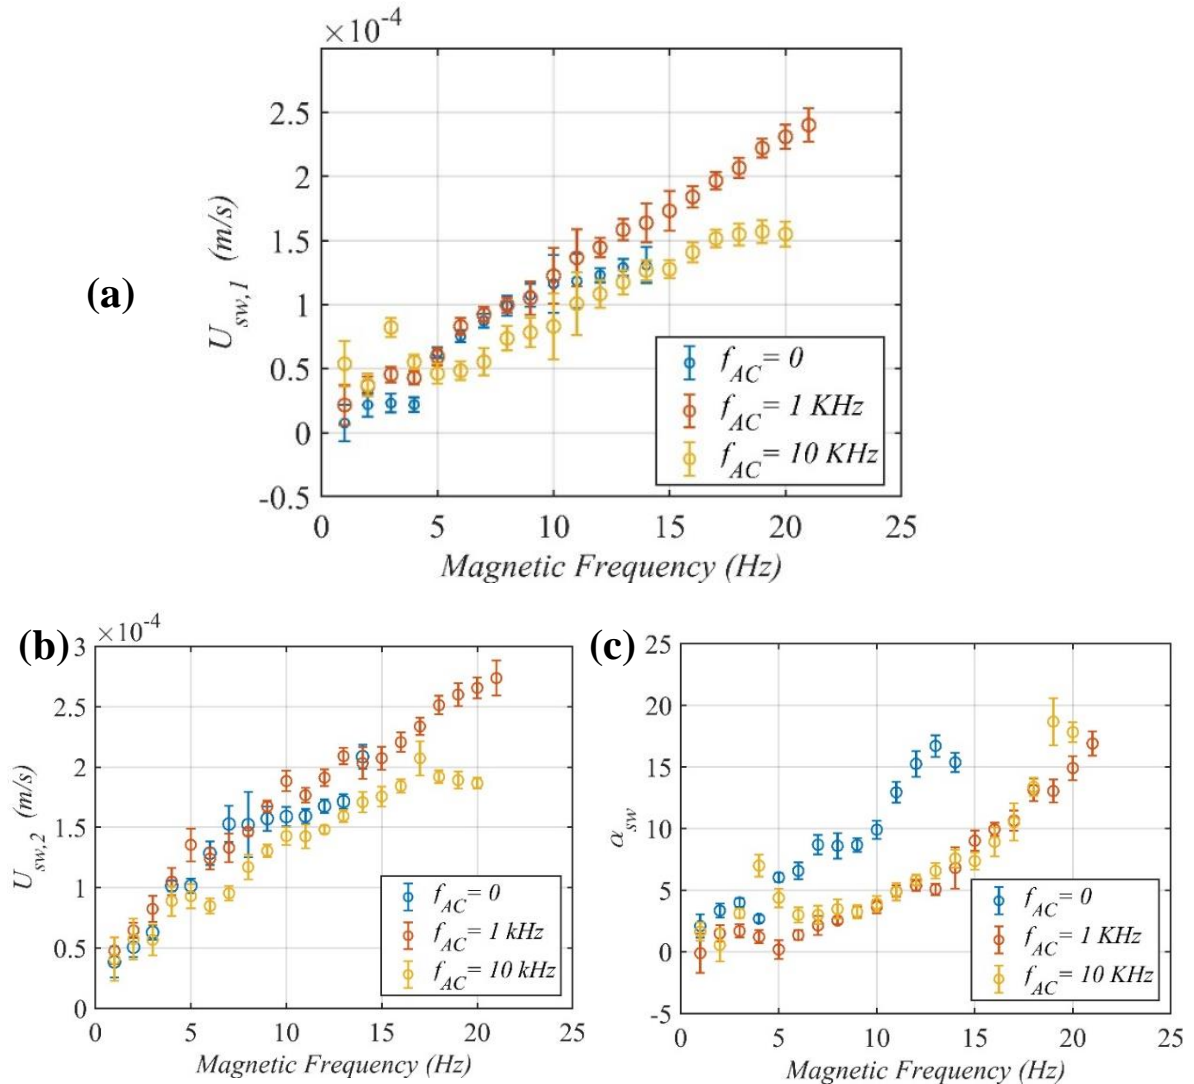 ×10⁻⁴
2.5
2
1.5
1
0.5
0
-0.5
U_sw,1 (m/s)
(a)
f_AC= 0
f_AC= 1 KHz
f_AC= 10 KHz
0 5 10 15 20 25
Magnetic Frequency (Hz)
(b)
×10⁻⁴
3
2.5
2
1.5
1
0.5
0
U_sw,2 (m/s)
f_AC= 0
f_AC= 1 kHz
f_AC= 10 kHz
0 5 10 15 20 25
Magnetic Frequency (Hz)
(c)
25
20
15
10
5
0
-5
α_sw
f_AC= 0
f_AC= 1 KHz
f_AC= 10 KHz
0 5 10 15 20 25
Magnetic Frequency (Hz)